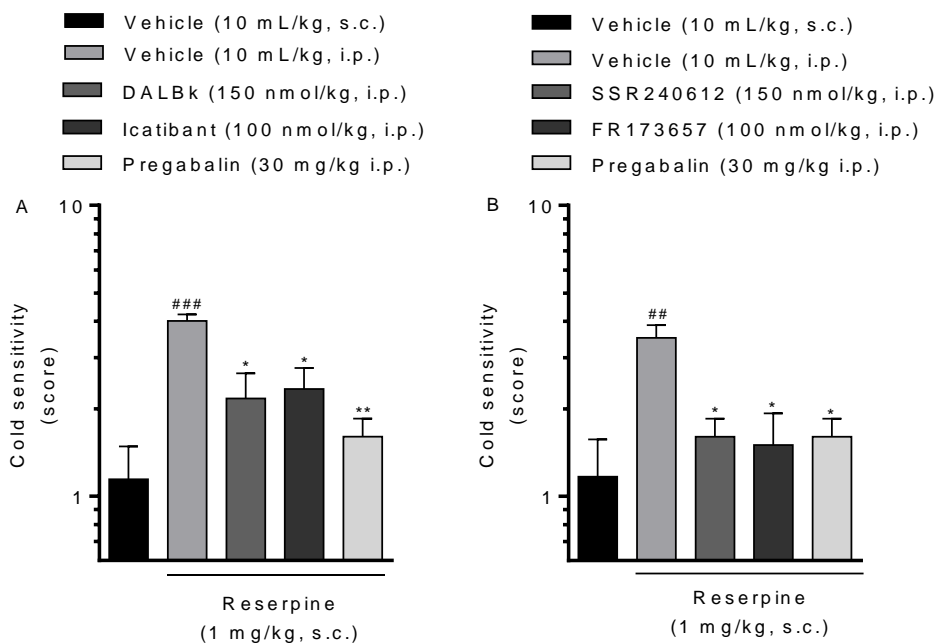 Vehicle (10 mL/kg, s.c.)
Vehicle (10 mL/kg, i.p.)
DALBk (150 nmol/kg, i.p.)
Icatibant (100 nmol/kg, i.p.)
Pregabalin (30 mg/kg i.p.)
A
10
1
Cold sensitivity
(score)
###
*
*
**
Reserpine
(1 mg/kg, s.c.)
Vehicle (10 mL/kg, s.c.)
Vehicle (10 mL/kg, i.p.)
SSR240612 (150 nmol/kg, i.p.)
FR173657 (100 nmol/kg, i.p.)
Pregabalin (30 mg/kg i.p.)
B
10
1
Cold sensitivity
(score)
##
*
*
*
Reserpine
(1 mg/kg, s.c.)